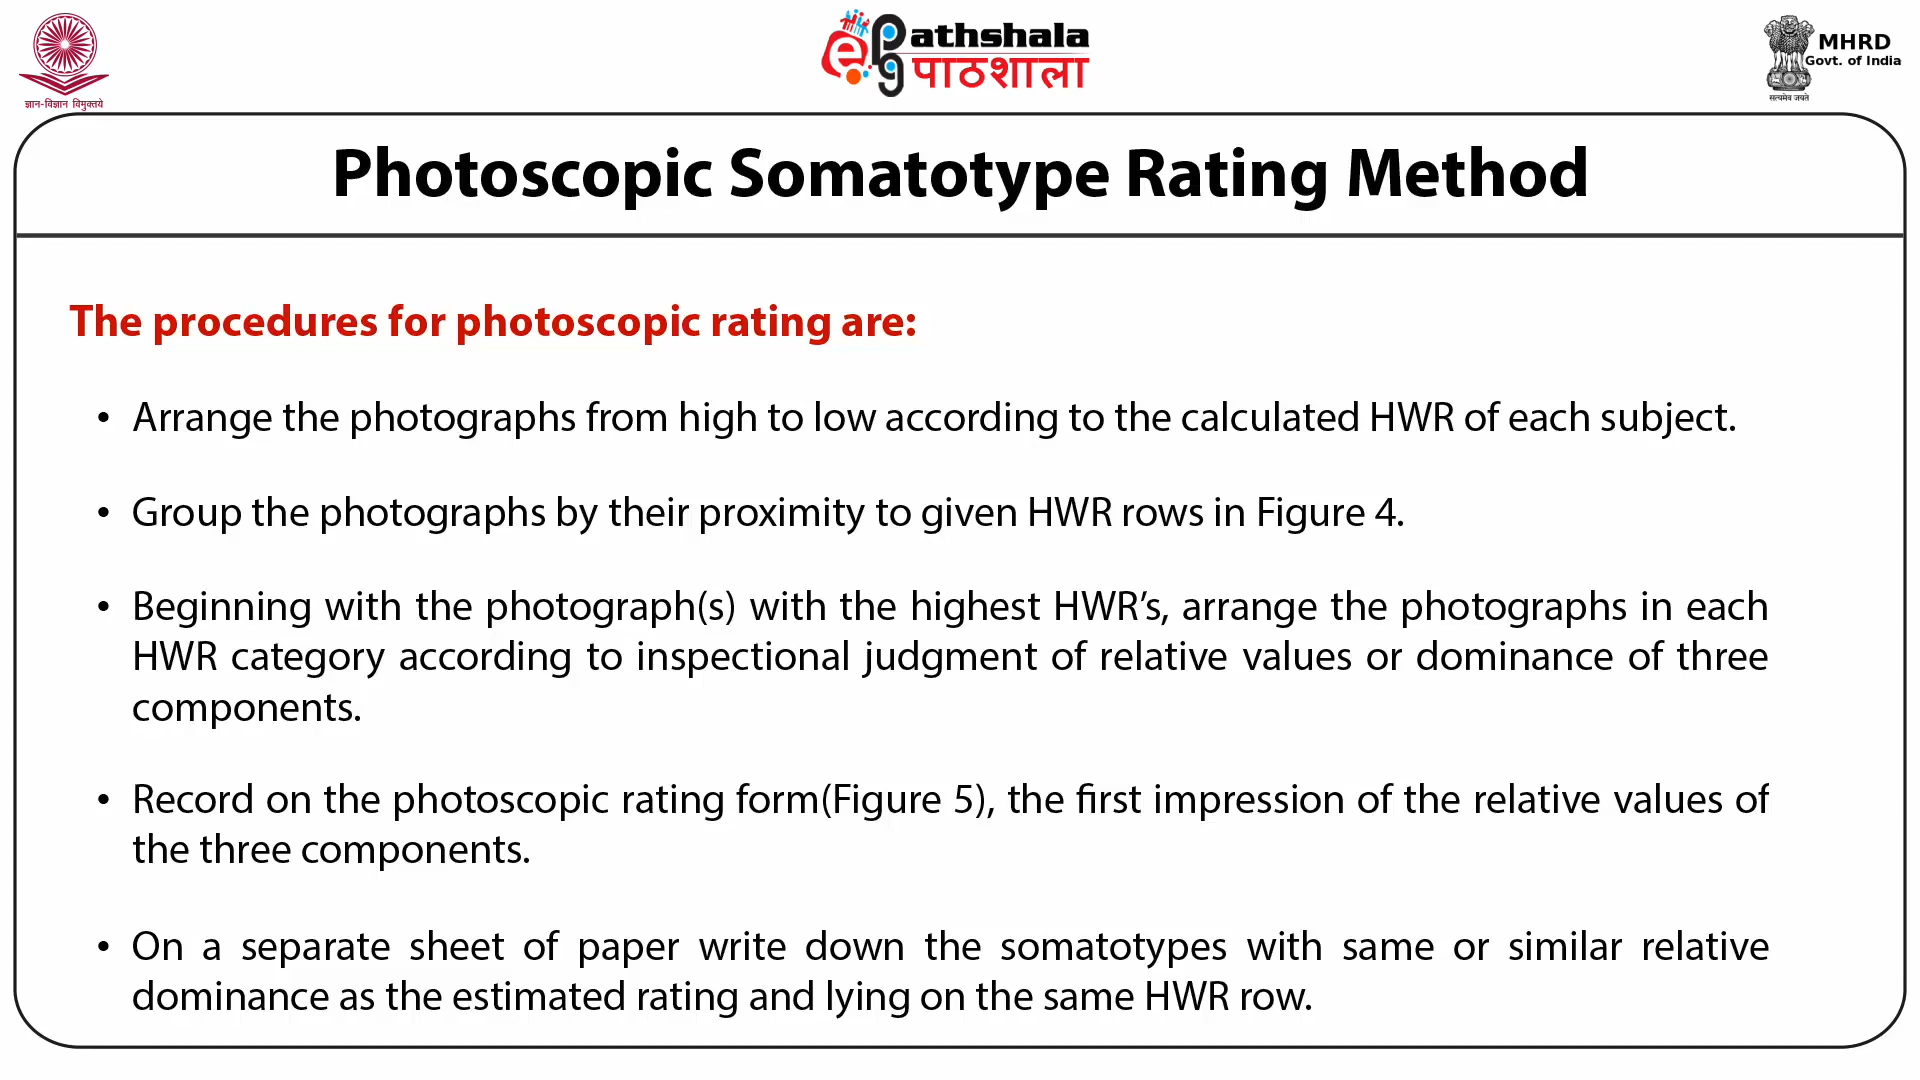 ज्ञान-विज्ञान विमुक्तये
ePathshala
पाठशाला
MHRD
Govt. of India
सत्यमेव जयते
Photoscopic Somatotype Rating Method
The procedures for photoscopic rating are:
• Arrange the photographs from high to low according to the calculated HWR of each subject.
• Group the photographs by their proximity to given HWR rows in Figure 4.
• Beginning with the photograph(s) with the highest HWR’s, arrange the photographs in each
HWR category according to inspectional judgment of relative values or dominance of three
components.
• Record on the photoscopic rating form(Figure 5), the first impression of the relative values of
the three components.
• On a separate sheet of paper write down the somatotypes with same or similar relative
dominance as the estimated rating and lying on the same HWR row.